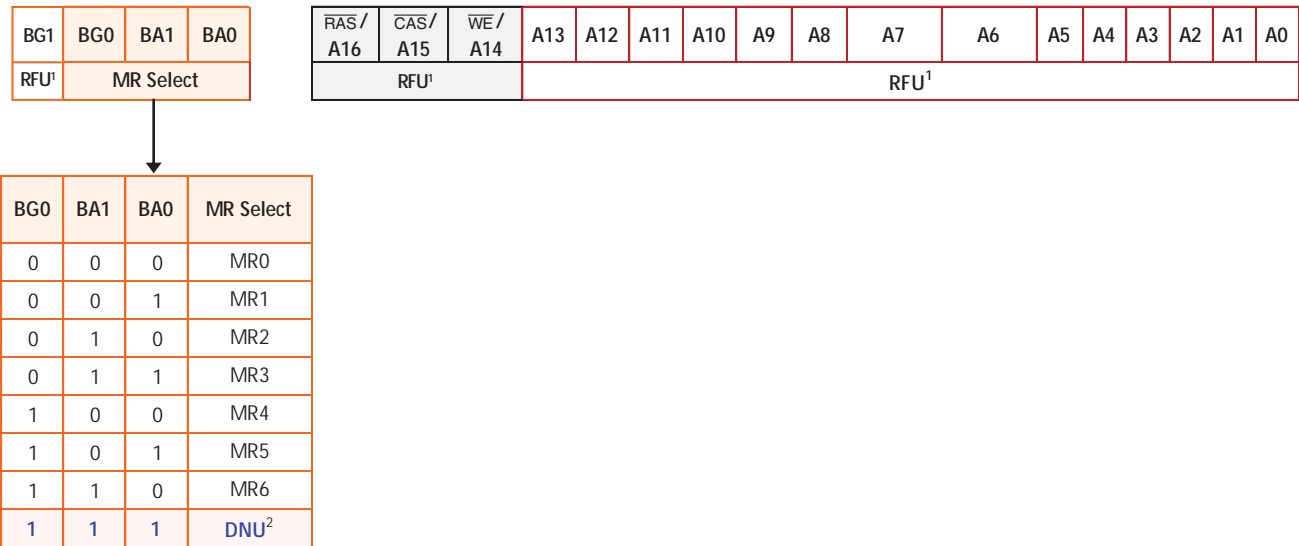 BG1 BG0 BA1 BA0 R̅A̅S̅/ A16 C̅A̅S̅/ A15 W̅E̅/ A14 A13 A12 A11 A10 A9 A8 A7 A6 A5 A4 A3 A2 A1 A0
RFU¹ MR Select RFU¹ RFU¹
BG0 BA1 BA0 MR Select
0 0 0 MR0
0 0 1 MR1
0 1 0 MR2
0 1 1 MR3
1 0 0 MR4
1 0 1 MR5
1 1 0 MR6
1 1 1 DNU²